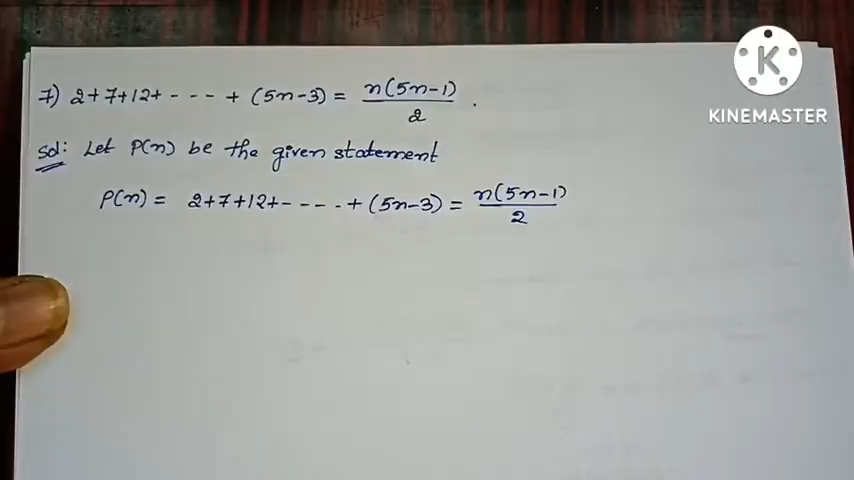 7) 2+7+12+---- + (5n-3) = n(5n-1)/2 .
Sol: Let P(n) be the given statement
P(n) = 2+7+12+----.+(5n-3) = n(5n-1)/2
KINEMASTER